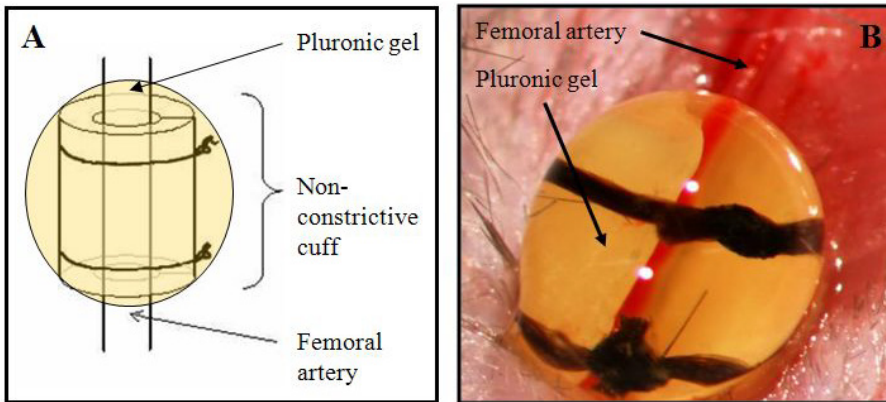 A
Pluronic gel
Non-
constrictive
cuff
Femoral
artery
B
Femoral artery
Pluronic gel